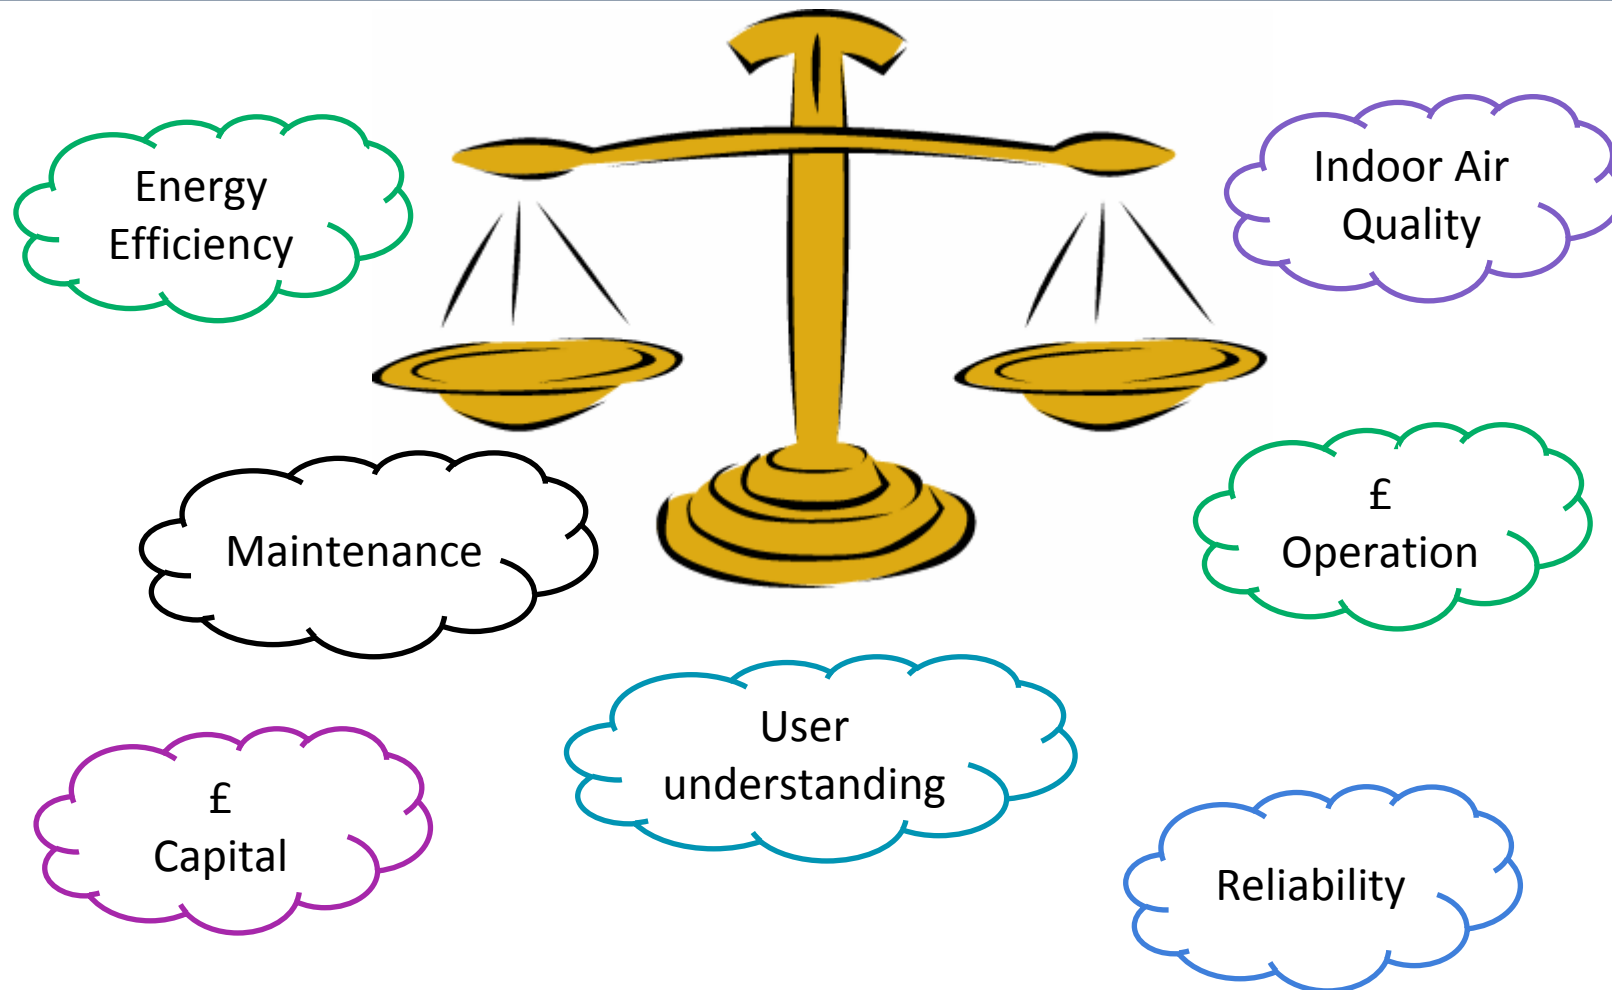 Energy
Efficiency
Indoor Air
Quality
Maintenance
£
Operation
User
understanding
£
Capital
Reliability